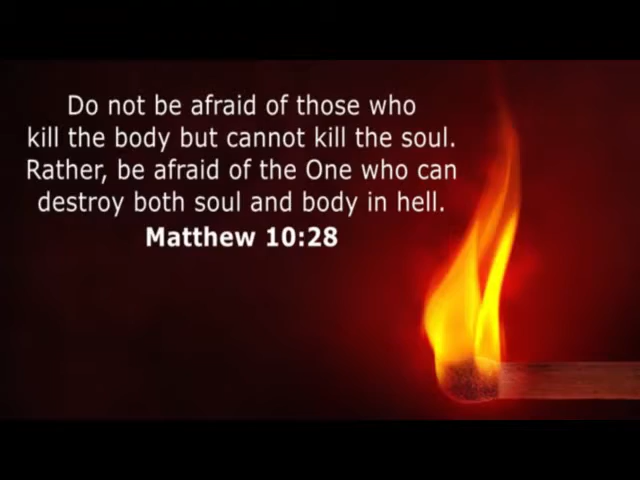 Do not be afraid of those who
kill the body but cannot kill the soul.
Rather, be afraid of the One who can
destroy both soul and body in hell.
Matthew 10:28